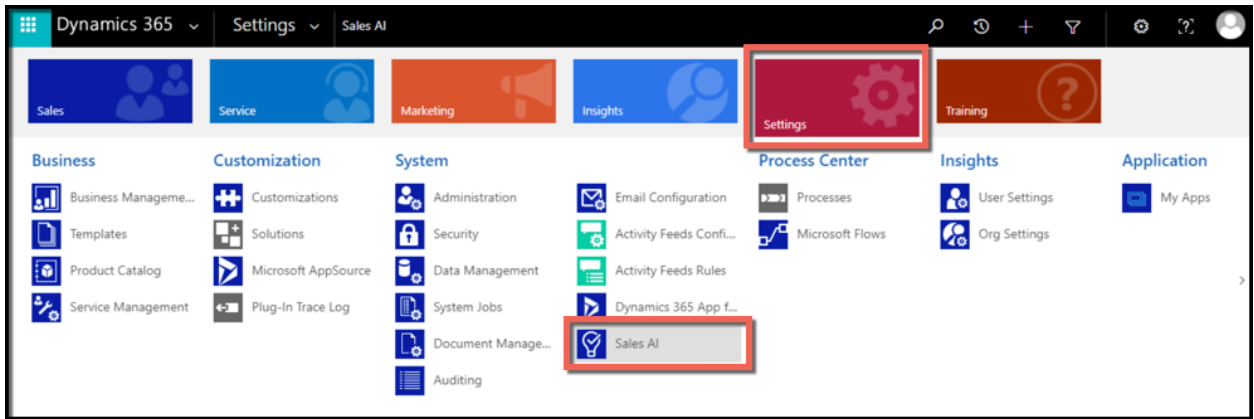 Dynamics 365
Settings
Sales AI
Sales
Service
Marketing
Insights
Settings
Training
Business
Business Manageme...
Templates
Product Catalog
Service Management
Customization
Customizations
Solutions
Microsoft AppSource
Plug-In Trace Log
System
Administration
Security
Data Management
System Jobs
Document Manage...
Auditing
Email Configuration
Activity Feeds Confi...
Activity Feeds Rules
Dynamics 365 App f...
Sales AI
Process Center
Processes
Microsoft Flows
Insights
User Settings
Org Settings
Application
My Apps